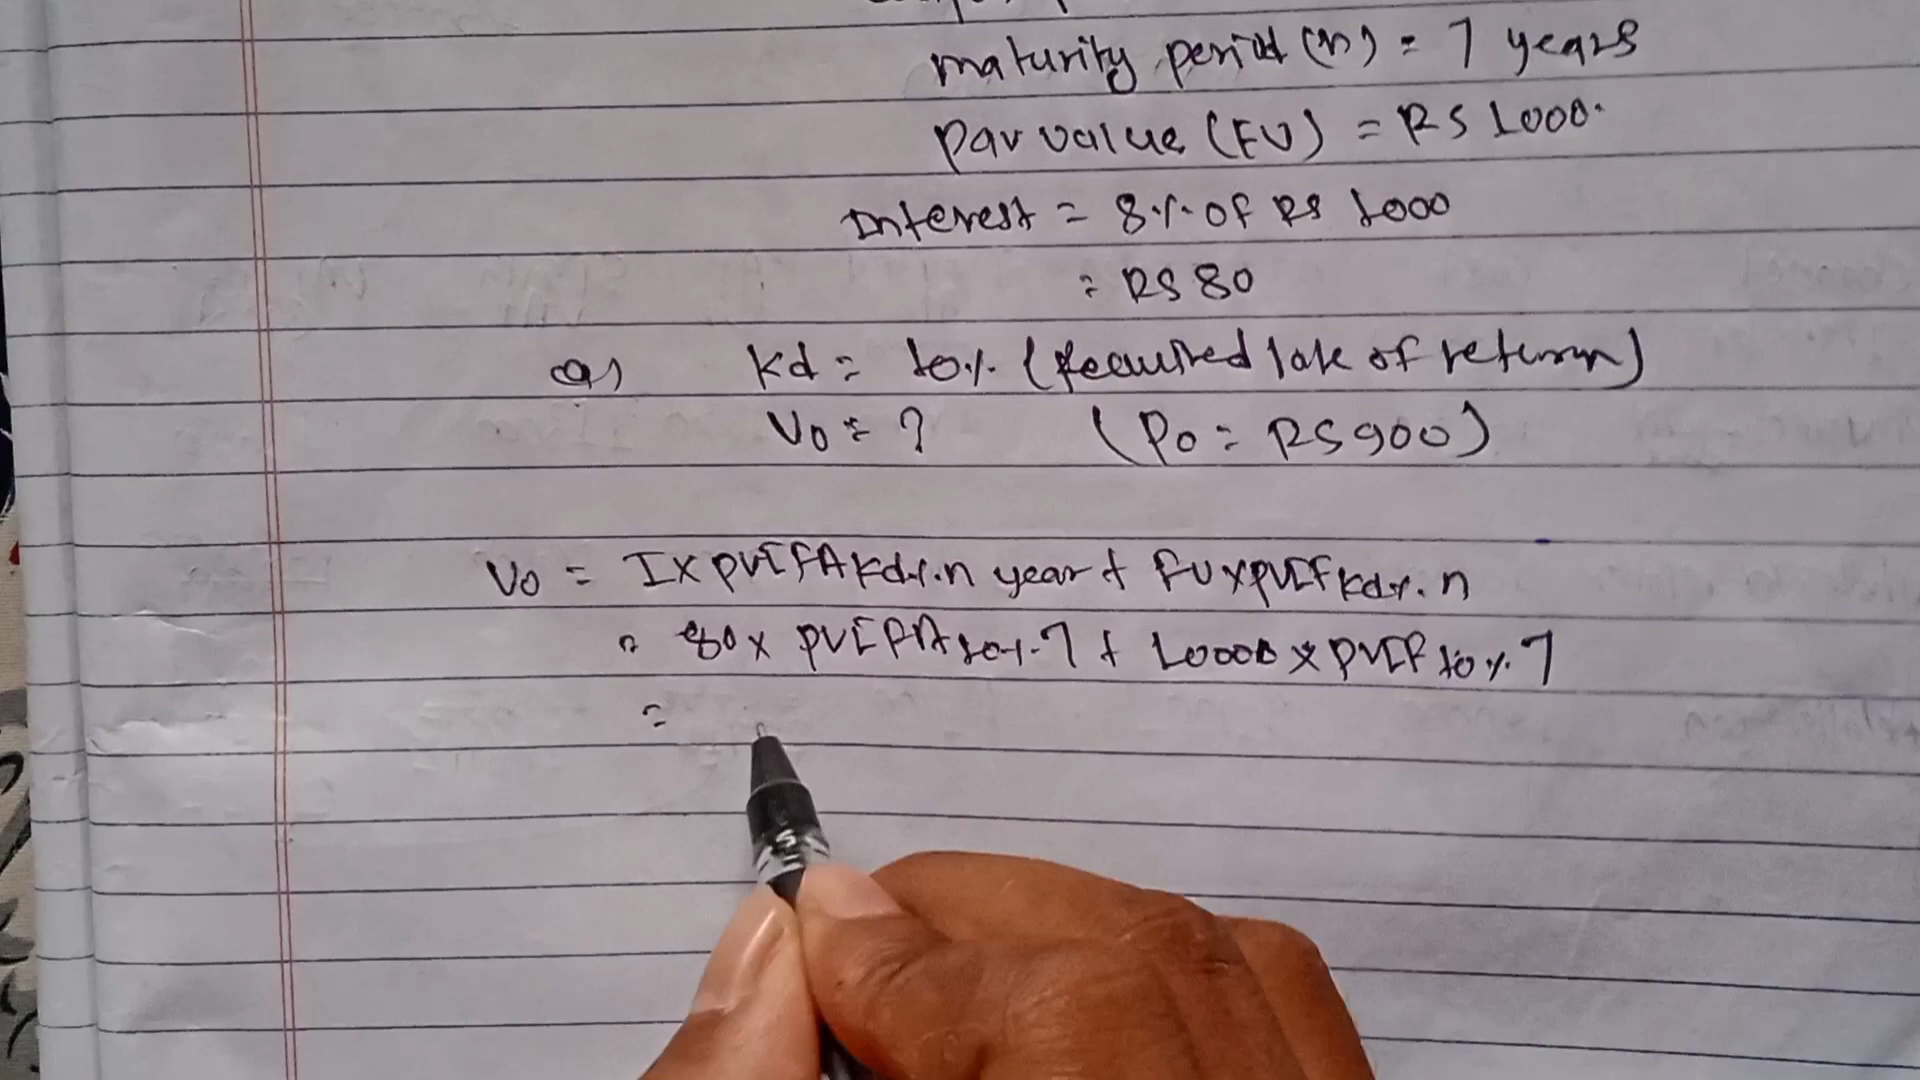 maturity period (n) = 7 years
Par value (FV) = RS 1000.
Interest = 8% OF RS 1000
= RS 80
a) Kd = 10% (Required rate of return)
V0 = ? (P0 = RS 900)
V0 = I X PVIFA Kd%.n year + FV X PVIF Kd%.n
= 80 x PVIFA 10%.7 + 1000 x PVIF 10%.7
=